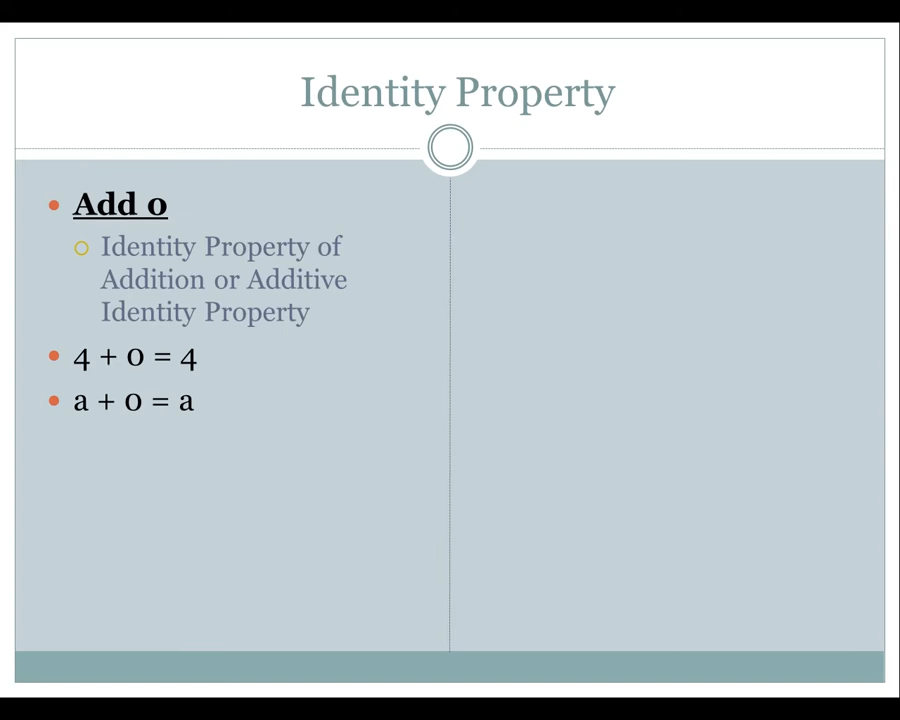 Identity Property
Add 0
Identity Property of
Addition or Additive
Identity Property
4 + 0 = 4
a + 0 = a